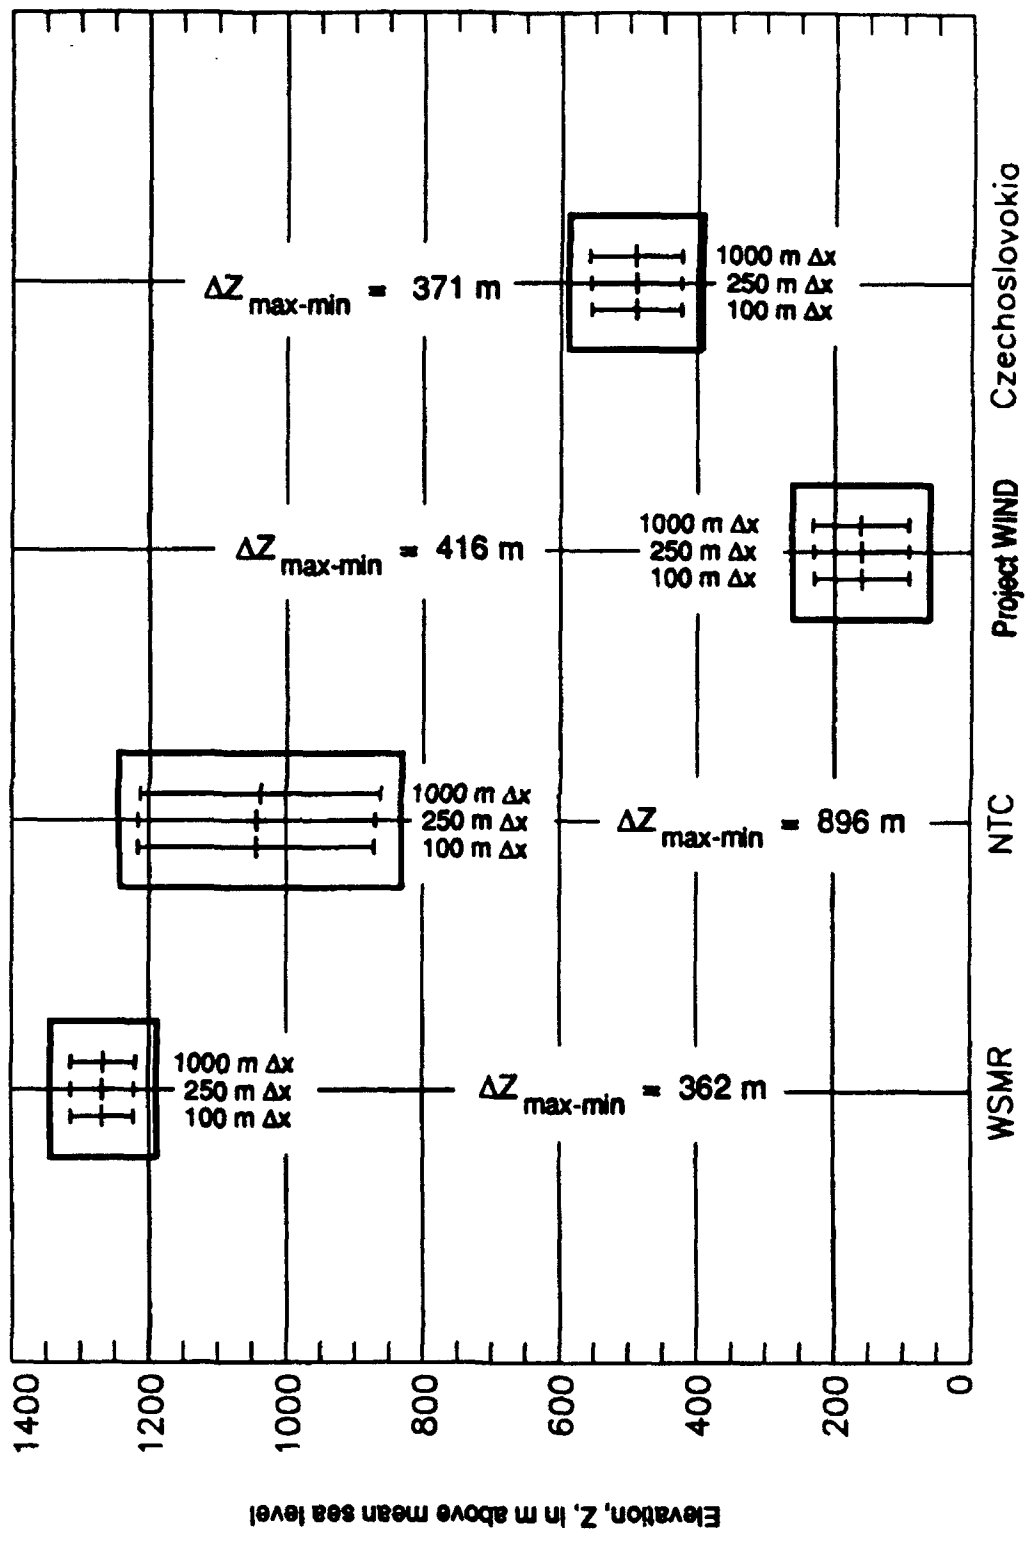 ΔZ max-min = 371 m
1000 m Δx
250 m Δx
100 m Δx
Czechoslovokia
ΔZ max-min = 416 m
1000 m Δx
250 m Δx
100 m Δx
Project WIND
1000 m Δx
250 m Δx
100 m Δx
ΔZ max-min = 896 m
NTC
1000 m Δx
250 m Δx
100 m Δx
ΔZ max-min = 362 m
WSMR
1400
1200
1000
800
600
400
200
0
Elevation, Z, in m above mean sea level